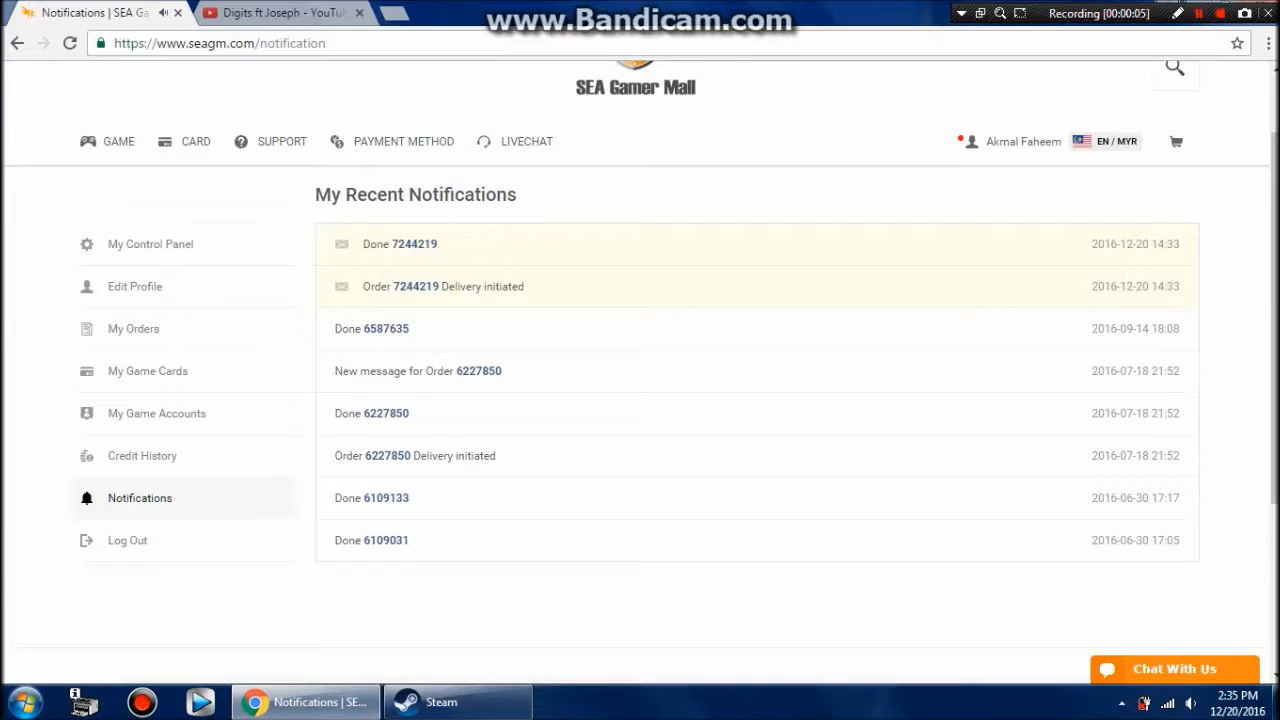 Notifications | SEA Ga
Digits ft Joseph - YouTu
www.Bandicam.com
Recording [00:00:05]
https://www.seagm.com/notification
SEA Gamer Mall
GAME
CARD
SUPPORT
PAYMENT METHOD
LIVECHAT
Akmal Faheem
EN / MYR
My Recent Notifications
My Control Panel
Edit Profile
My Orders
My Game Cards
My Game Accounts
Credit History
Notifications
Log Out
Done 7244219 2016-12-20 14:33
Order 7244219 Delivery initiated 2016-12-20 14:33
Done 6587635 2016-09-14 18:08
New message for Order 6227850 2016-07-18 21:52
Done 6227850 2016-07-18 21:52
Order 6227850 Delivery initiated 2016-07-18 21:52
Done 6109133 2016-06-30 17:17
Done 6109031 2016-06-30 17:05
Chat With Us
Notifications | SE...
Steam
2:35 PM
12/20/2016